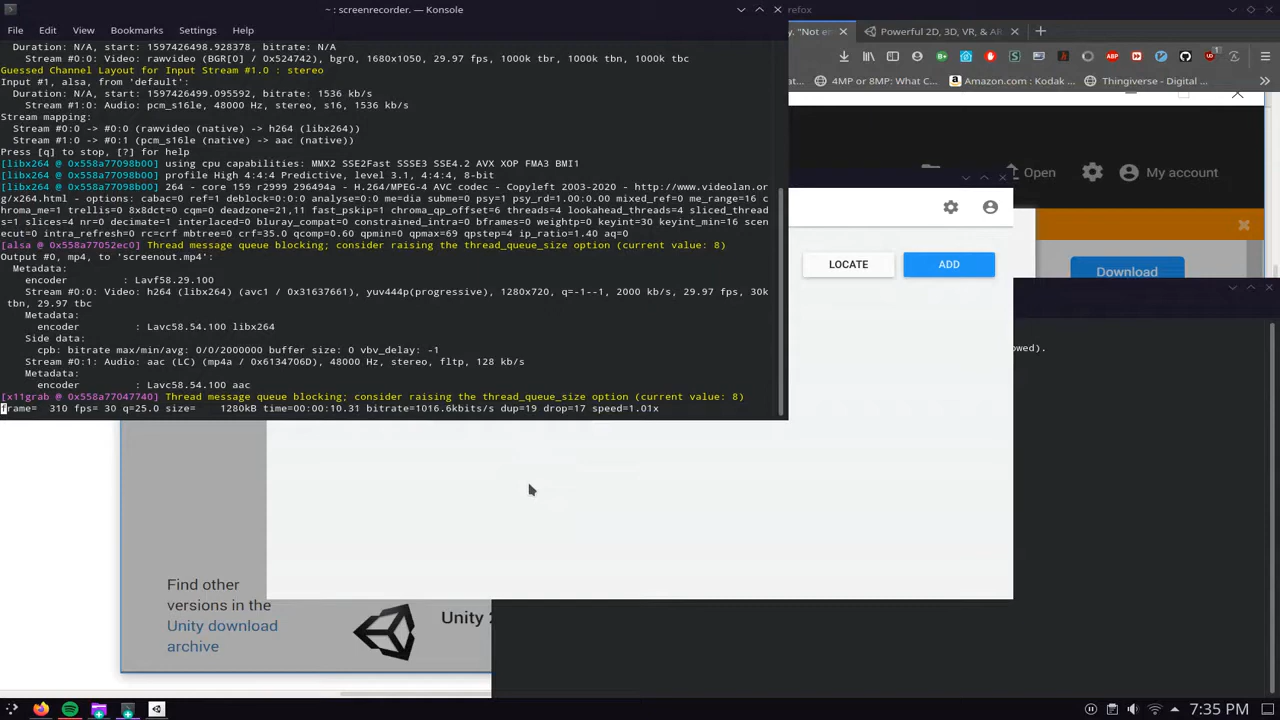 ~ : screenrecorder. — Konsole
File Edit View Bookmarks Settings Help
Duration: N/A, start: 1597426498.928378, bitrate: N/A
Stream #0:0: Video: rawvideo (BGR[0] / 0x524742), bgr0, 1680x1050, 29.97 fps, 1000k tbr, 1000k tbn, 1000k tbc
Guessed Channel Layout for Input Stream #1.0 : stereo
Input #1, alsa, from 'default':
Duration: N/A, start: 1597426499.095592, bitrate: 1536 kb/s
Stream #1:0: Audio: pcm_s16le, 48000 Hz, stereo, s16, 1536 kb/s
Stream mapping:
Stream #0:0 -> #0:0 (rawvideo (native) -> h264 (libx264))
Stream #1:0 -> #0:1 (pcm_s16le (native) -> aac (native))
Press [q] to stop, [?] for help
[libx264 @ 0x558a77098b00] using cpu capabilities: MMX2 SSE2Fast SSSE3 SSE4.2 AVX XOP FMA3 BMI1
[libx264 @ 0x558a77098b00] profile High 4:4:4 Predictive, level 3.1, 4:4:4, 8-bit
[libx264 @ 0x558a77098b00] 264 - core 159 r2999 296494a - H.264/MPEG-4 AVC codec - Copyleft 2003-2020 - http://www.videolan.or
g/x264.html - options: cabac=0 ref=1 deblock=0:0:0 analyse=0:0 me=dia subme=0 psy=1 psy_rd=1.00:0.00 mixed_ref=0 me_range=16 c
hroma_me=1 trellis=0 8x8dct=0 cqm=0 deadzone=21,11 fast_pskip=1 chroma_qp_offset=6 threads=4 lookahead_threads=4 sliced_thread
s=1 slices=4 nr=0 decimate=1 interlaced=0 bluray_compat=0 constrained_intra=0 bframes=0 weightp=0 keyint=30 keyint_min=16 scen
ecut=0 intra_refresh=0 rc=crf mbtree=0 crf=35.0 qcomp=0.60 qpmin=0 qpmax=69 qpstep=4 ip_ratio=1.40 aq=0
[alsa @ 0x558a77052ec0] Thread message queue blocking; consider raising the thread_queue_size option (current value: 8)
Output #0, mp4, to 'screenout.mp4':
Metadata:
encoder : Lavf58.29.100
Stream #0:0: Video: h264 (libx264) (avc1 / 0x31637661), yuv444p(progressive), 1280x720, q=-1--1, 2000 kb/s, 29.97 fps, 30k
tbn, 29.97 tbc
Metadata:
encoder : Lavc58.54.100 libx264
Side data:
cpb: bitrate max/min/avg: 0/0/2000000 buffer size: 0 vbv_delay: -1
Stream #0:1: Audio: aac (LC) (mp4a / 0x6134706D), 48000 Hz, stereo, fltp, 128 kb/s
Metadata:
encoder : Lavc58.54.100 aac
[x11grab @ 0x558a77047740] Thread message queue blocking; consider raising the thread_queue_size option (current value: 8)
frame= 310 fps= 30 q=25.0 size= 1280kB time=00:00:10.31 bitrate=1016.6kbits/s dup=19 drop=17 speed=1.01x
refox
y, "Not en
Powerful 2D, 3D, VR, & AR
4MP or 8MP: What C...
Amazon.com : Kodak ...
Thingiverse - Digital ...
Open
My account
LOCATE
ADD
Download
owed).
Find other
versions in the
Unity download
archive
Unity 2
7:35 PM